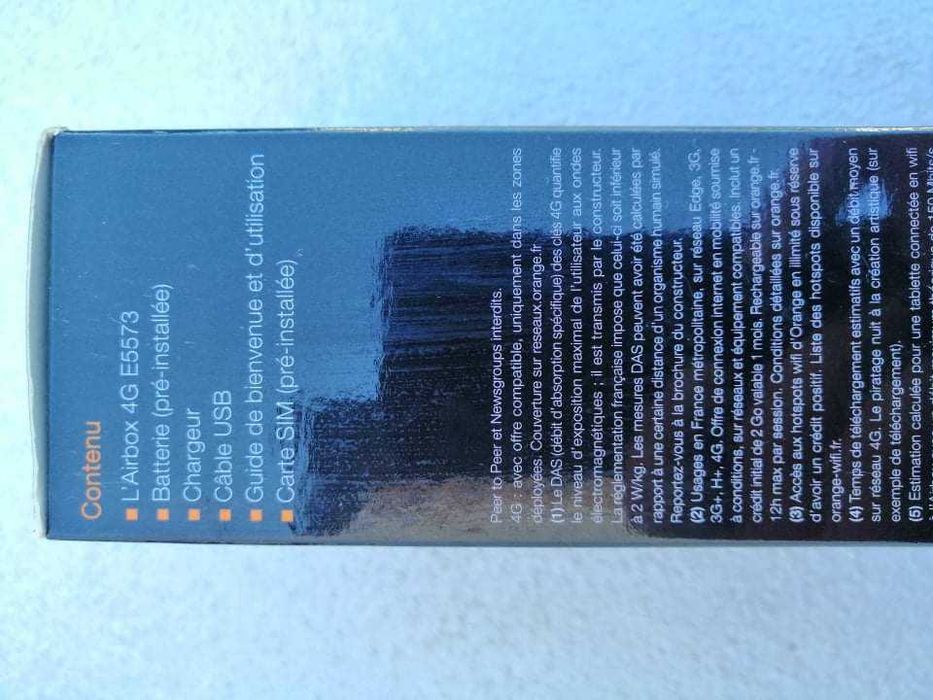 Contenu
L'Airbox 4G E5573
Batterie (pré-installée)
Chargeur
Câble USB
Guide de bienvenue et d'utilisation
Carte SIM (pré-installée)
Peer to Peer et Newsgroups interdits.
4G : avec offre compatible, uniquement dans les zones
déployées. Couverture sur reseaux.orange.fr
(1) Le DAS (débit d'absorption spécifique) des clés 4G quantifie
le niveau d'exposition maximal de l'utilisateur aux ondes
électromagnétiques ; il est transmis par le constructeur.
La réglementation française impose que celui-ci soit inférieur
à 2 W/kg. Les mesures DAS peuvent avoir été calculées par
rapport à une certaine distance d'un organisme humain simulé.
Reportez-vous à la brochure du constructeur.
(2) Usages en France métropolitaine, sur réseau Edge, 3G,
3G+, H+, 4G. Offre de connexion internet en mobilité soumise
à conditions, sur réseaux et équipement compatibles. Inclut un
crédit initial de 2 Go valable 1 mois. Rechargeable sur orange.fr -
12h max par session. Conditions détaillées sur orange.fr.
(3) Accès aux hotspots wifi d'Orange en illimité sous réserve
d'avoir un crédit positif. Liste des hotspots disponible sur
orange-wifi.fr.
(4) Temps de téléchargement estimatifs avec un débit moyen
sur réseau 4G. Le piratage nuit à la création artistique (sur
exemple de téléchargement).
(5) Estimation calculée pour une tablette connectée en wifi
de 150 Mbits/s